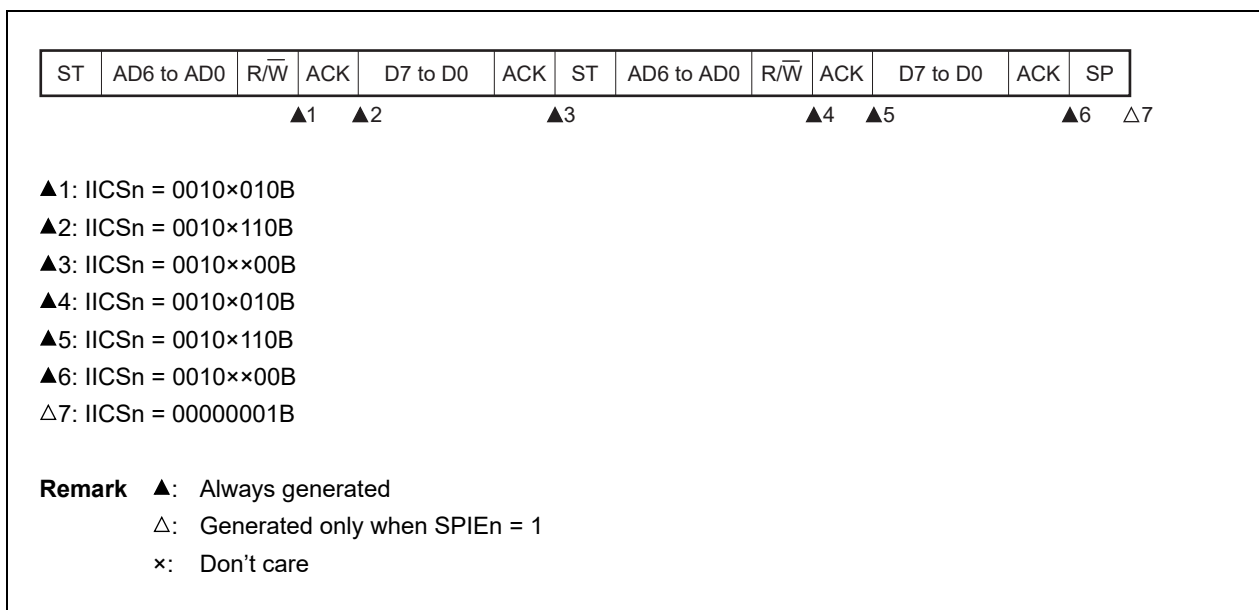 ST AD6 to AD0 R/W̅ ACK D7 to D0 ACK ST AD6 to AD0 R/W̅ ACK D7 to D0 ACK SP
▲1 ▲2 ▲3 ▲4 ▲5 ▲6 △7
▲1: IICSn = 0010×010B
▲2: IICSn = 0010×110B
▲3: IICSn = 0010××00B
▲4: IICSn = 0010×010B
▲5: IICSn = 0010×110B
▲6: IICSn = 0010××00B
△7: IICSn = 00000001B
Remark ▲: Always generated
△: Generated only when SPIEn = 1
×: Don't care